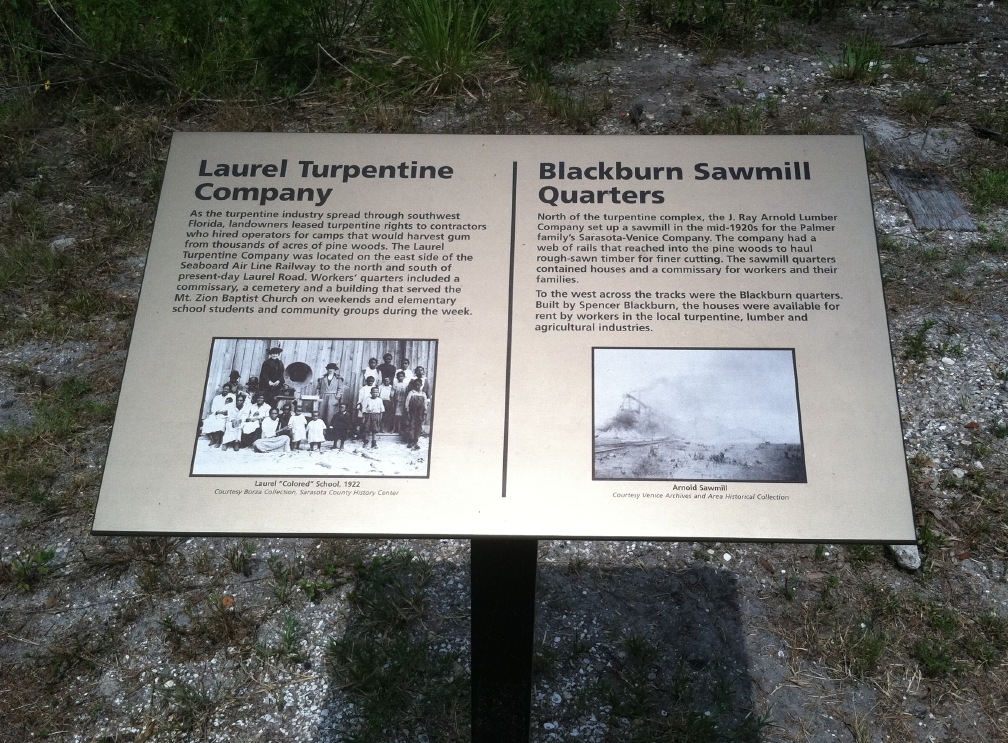 Laurel Turpentine
Company
As the turpentine industry spread through southwest
Florida, landowners leased turpentine rights to contractors
who hired operators for camps that would harvest gum
from thousands of acres of pine woods. The Laurel
Turpentine Company was located on the east side of the
Seaboard Air Line Railway to the north and south of
present-day Laurel Road. Workers' quarters included a
commissary, a cemetery and a building that served the
Mt. Zion Baptist Church on weekends and elementary
school students and community groups during the week.
Laurel "Colored" School, 1922
Courtesy Borza Collection, Sarasota County History Center
Blackburn Sawmill
Quarters
North of the turpentine complex, the J. Ray Arnold Lumber
Company set up a sawmill in the mid-1920s for the Palmer
family's Sarasota-Venice Company. The company had a
web of rails that reached into the pine woods to haul
rough-sawn timber for finer cutting. The sawmill quarters
contained houses and a commissary for workers and their
families.
To the west across the tracks were the Blackburn quarters.
Built by Spencer Blackburn, the houses were available for
rent by workers in the local turpentine, lumber and
agricultural industries.
Arnold Sawmill
Courtesy Venice Archives and Area Historical Collection